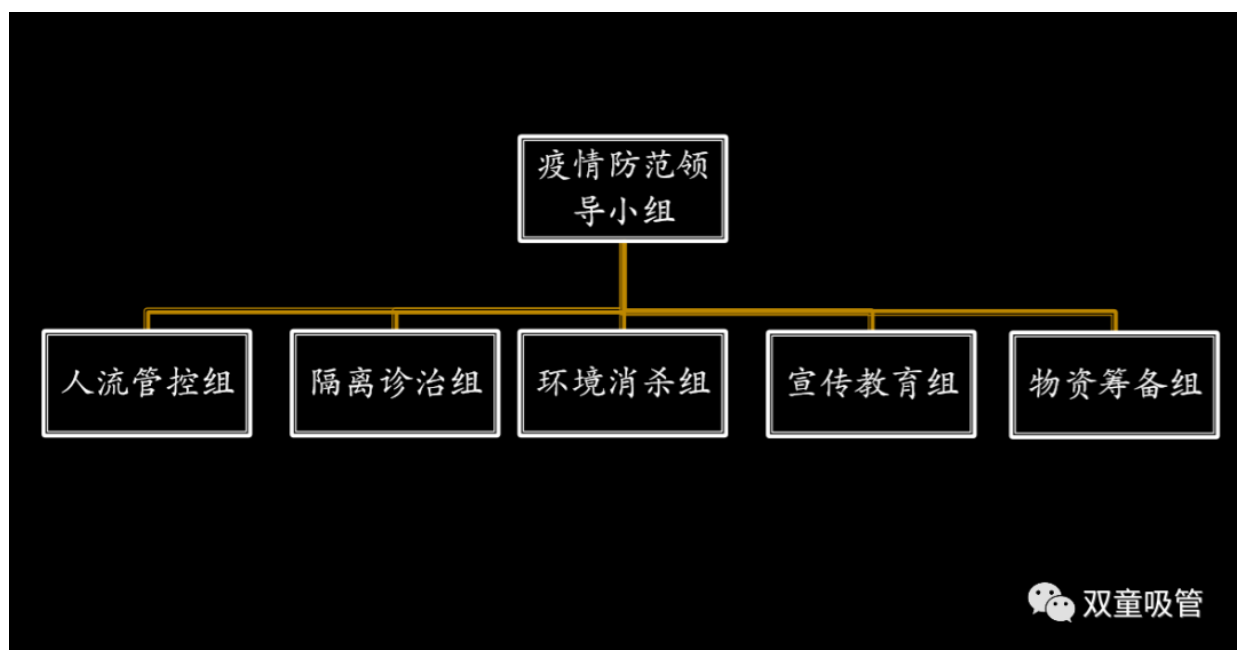 疫情防范领
导小组
人流管控组
隔离诊治组
环境消杀组
宣传教育组
物资筹备组
双童吸管